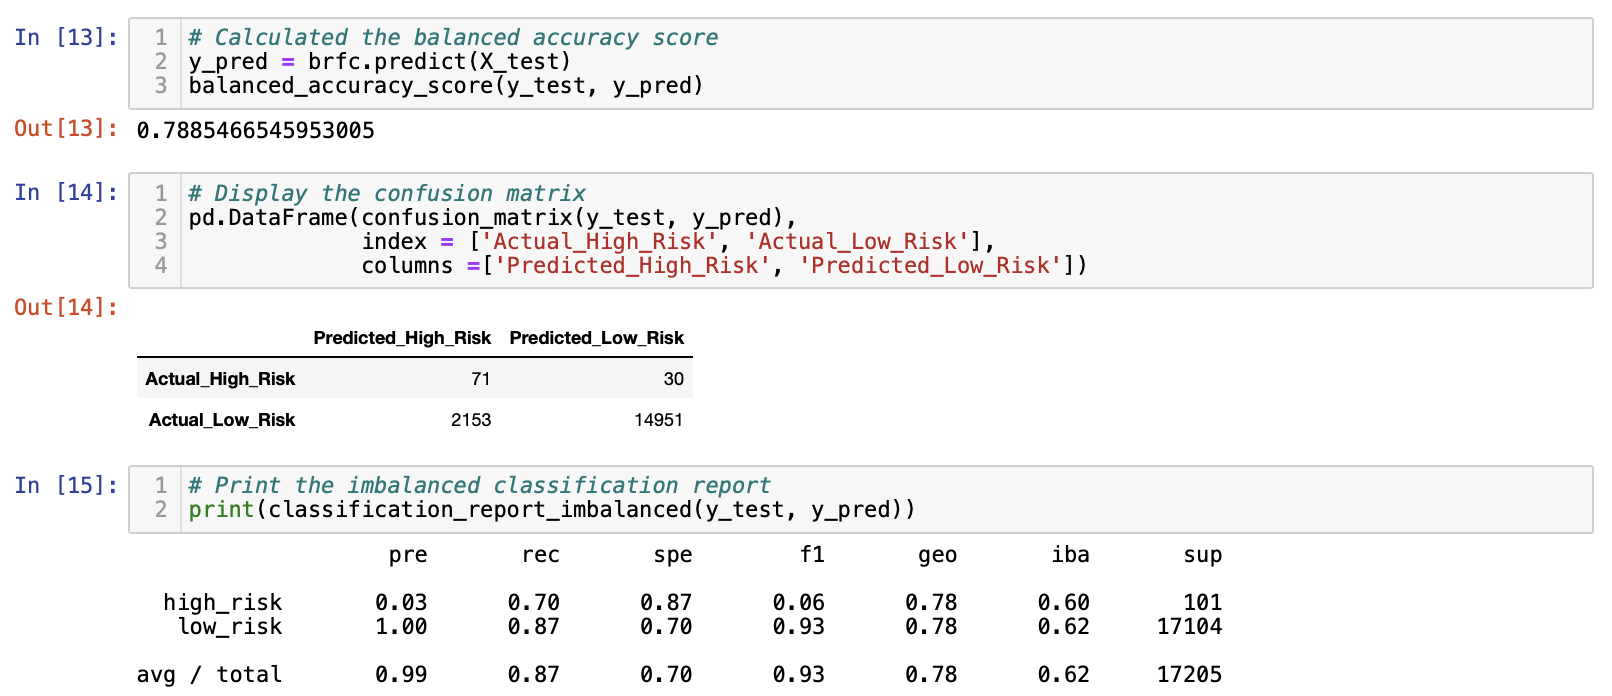 In [13]:
1 # Calculated the balanced accuracy score
2 y_pred = brfc.predict(X_test)
3 balanced_accuracy_score(y_test, y_pred)
Out[13]: 0.7885466545953005
In [14]:
1 # Display the confusion matrix
2 pd.DataFrame(confusion_matrix(y_test, y_pred),
3              index = ['Actual_High_Risk', 'Actual_Low_Risk'],
4              columns =['Predicted_High_Risk', 'Predicted_Low_Risk'])
Out[14]:
Predicted_High_Risk Predicted_Low_Risk
Actual_High_Risk 71 30
Actual_Low_Risk 2153 14951
In [15]:
1 # Print the imbalanced classification report
2 print(classification_report_imbalanced(y_test, y_pred))
pre rec spe f1 geo iba sup
high_risk 0.03 0.70 0.87 0.06 0.78 0.60 101
low_risk 1.00 0.87 0.70 0.93 0.78 0.62 17104
avg / total 0.99 0.87 0.70 0.93 0.78 0.62 17205